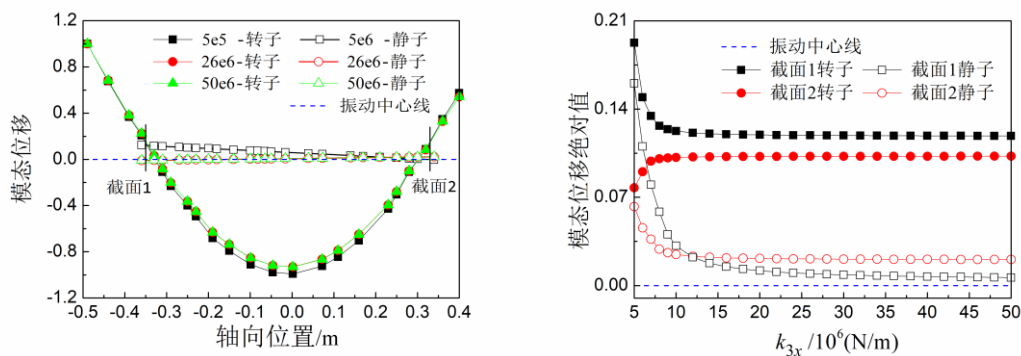 1.2
0.8
0.4
0.0
-0.4
-0.8
-1.2
模态位移
5e5 -转子
5e6 -静子
26e6-转子
26e6-静子
50e6-转子
50e6-静子
振动中心线
截面1
截面2
-0.5 -0.4 -0.3 -0.2 -0.1 0.0 0.1 0.2 0.3 0.4
轴向位置/m
0.21
0.14
0.07
0.00
模态位移绝对值
振动中心线
截面1转子
截面1静子
截面2转子
截面2静子
5 10 15 20 25 30 35 40 45 50
k3x /10⁶(N/m)